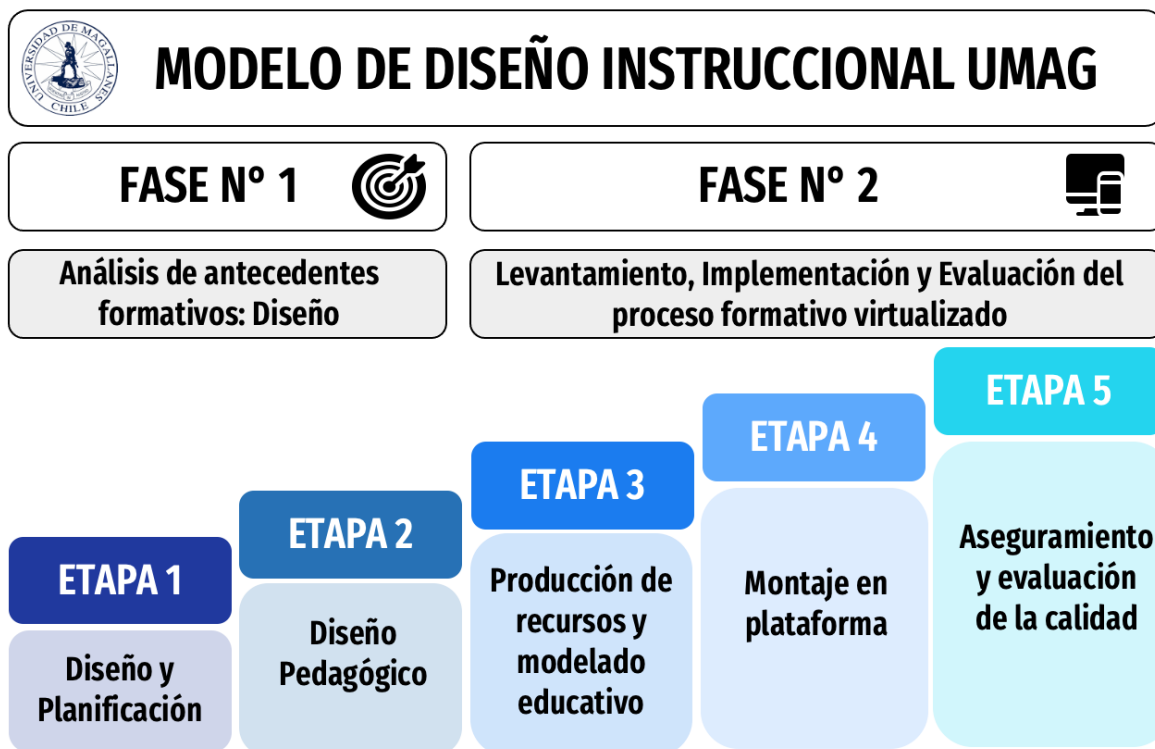 UNIVERSIDAD DE MAGALLANES
CHILE
MODELO DE DISEÑO INSTRUCCIONAL UMAG
FASE N° 1
FASE N° 2
Análisis de antecedentes
formativos: Diseño
Levantamiento, Implementación y Evaluación del
proceso formativo virtualizado
ETAPA 1
Diseño y
Planificación
ETAPA 2
Diseño
Pedagógico
ETAPA 3
Producción de
recursos y
modelado
educativo
ETAPA 4
Montaje en
plataforma
ETAPA 5
Aseguramiento
y evaluación
de la calidad